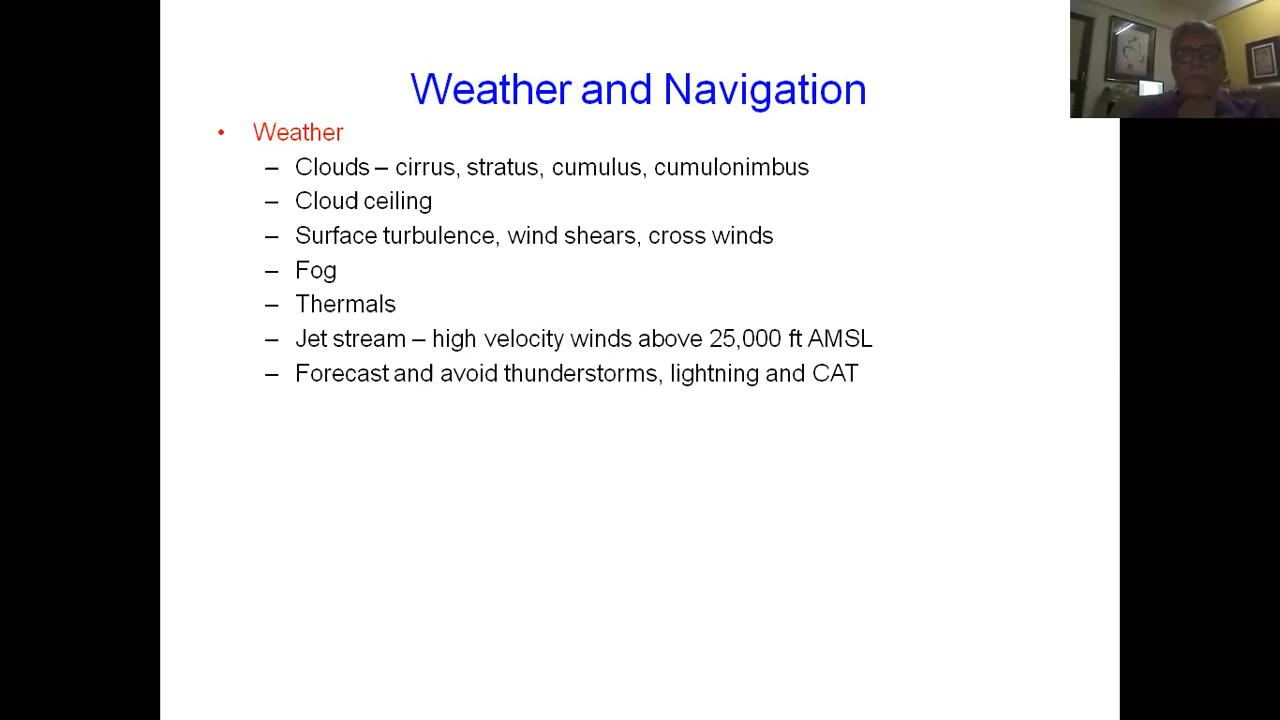 Weather and Navigation
• Weather
– Clouds – cirrus, stratus, cumulus, cumulonimbus
– Cloud ceiling
– Surface turbulence, wind shears, cross winds
– Fog
– Thermals
– Jet stream – high velocity winds above 25,000 ft AMSL
– Forecast and avoid thunderstorms, lightning and CAT